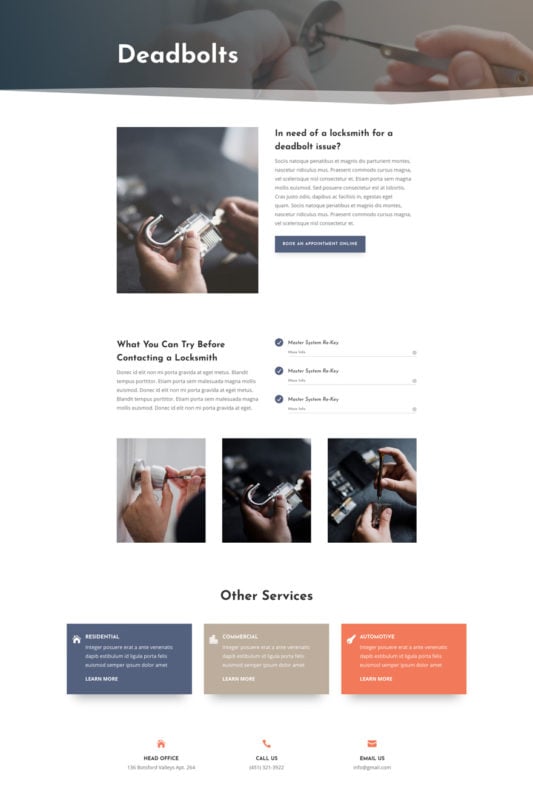 Deadbolts
In need of a locksmith for a
deadbolt issue?
Sociis natoque penatibus et magnis dis parturient montes,
nascetur ridiculus mus. Praesent commodo cursus magna,
vel scelerisque nisl consectetur et. Etiam porta sem magna
mollis euismod. Sed posuere consectetur est at lobortis.
Cras justo odio, dapibus ac facilisis in, egestas eget
quam. Sociis natoque penatibus et magnis dis montes,
nascetur ridiculus mus. Praesent commodo cursus magna,
vel scelerisque nisl consectetur et.
BOOK AN APPOINTMENT ONLINE
What You Can Try Before
Contacting a Locksmith
Donec id elit non mi porta gravida at eget metus. Blandit
tempus porttitor. Etiam porta sem malesuada magna mollis
euismod. Donec id elit non mi porta gravida at eget metus.
Blandit tempus porttitor. Etiam porta sem malesuada magna
mollis euismod. Donec id elit non mi porta gravida at eget.
Master System Re-Key
More Info
Master System Re-Key
More Info
Master System Re-Key
More Info
Other Services
RESIDENTIAL
Integer posuere erat a ante venenatis
dapib estibulum id ligula porta felis
euismod semper ipsum dolor amet
LEARN MORE
COMMERCIAL
Integer posuere erat a ante venenatis
dapib estibulum id ligula porta felis
euismod semper ipsum dolor amet
LEARN MORE
AUTOMOTIVE
Integer posuere erat a ante venenatis
dapib estibulum id ligula porta felis
euismod semper ipsum dolor amet
LEARN MORE
HEAD OFFICE
136 Botsford Valleys Apt. 264
CALL US
(451) 321-3922
EMAIL US
info@gmail.com